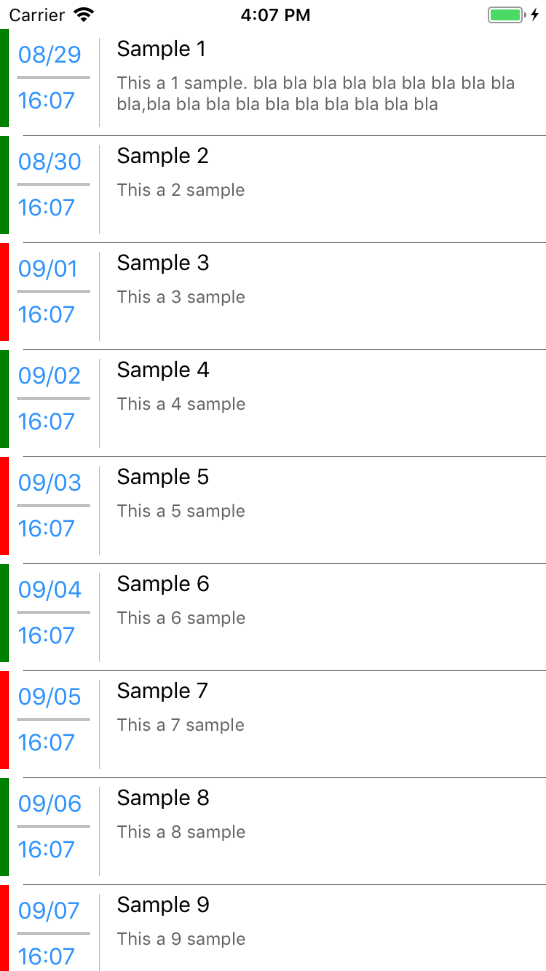 Carrier 4:07 PM
08/29 Sample 1
This a 1 sample. bla bla bla bla bla bla bla bla bla
16:07 bla,bla bla bla bla bla bla bla bla bla bla
08/30 Sample 2
This a 2 sample
16:07
09/01 Sample 3
This a 3 sample
16:07
09/02 Sample 4
This a 4 sample
16:07
09/03 Sample 5
This a 5 sample
16:07
09/04 Sample 6
This a 6 sample
16:07
09/05 Sample 7
This a 7 sample
16:07
09/06 Sample 8
This a 8 sample
16:07
09/07 Sample 9
This a 9 sample
16:07